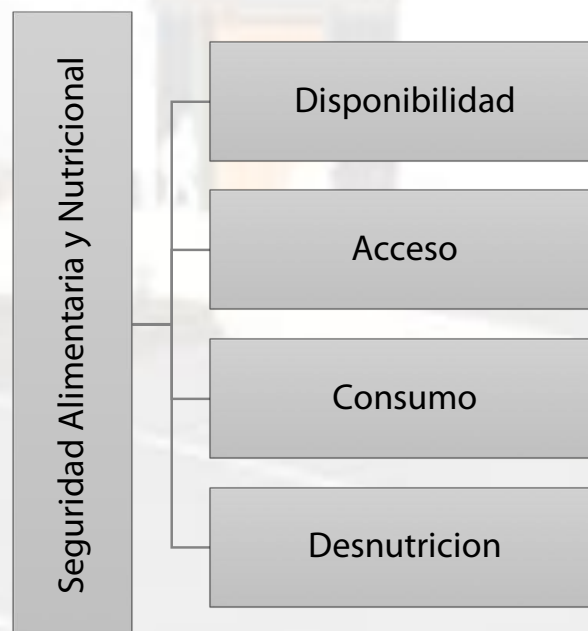 Seguridad Alimentaria y Nutricional
Disponibilidad
Acceso
Consumo
Desnutricion